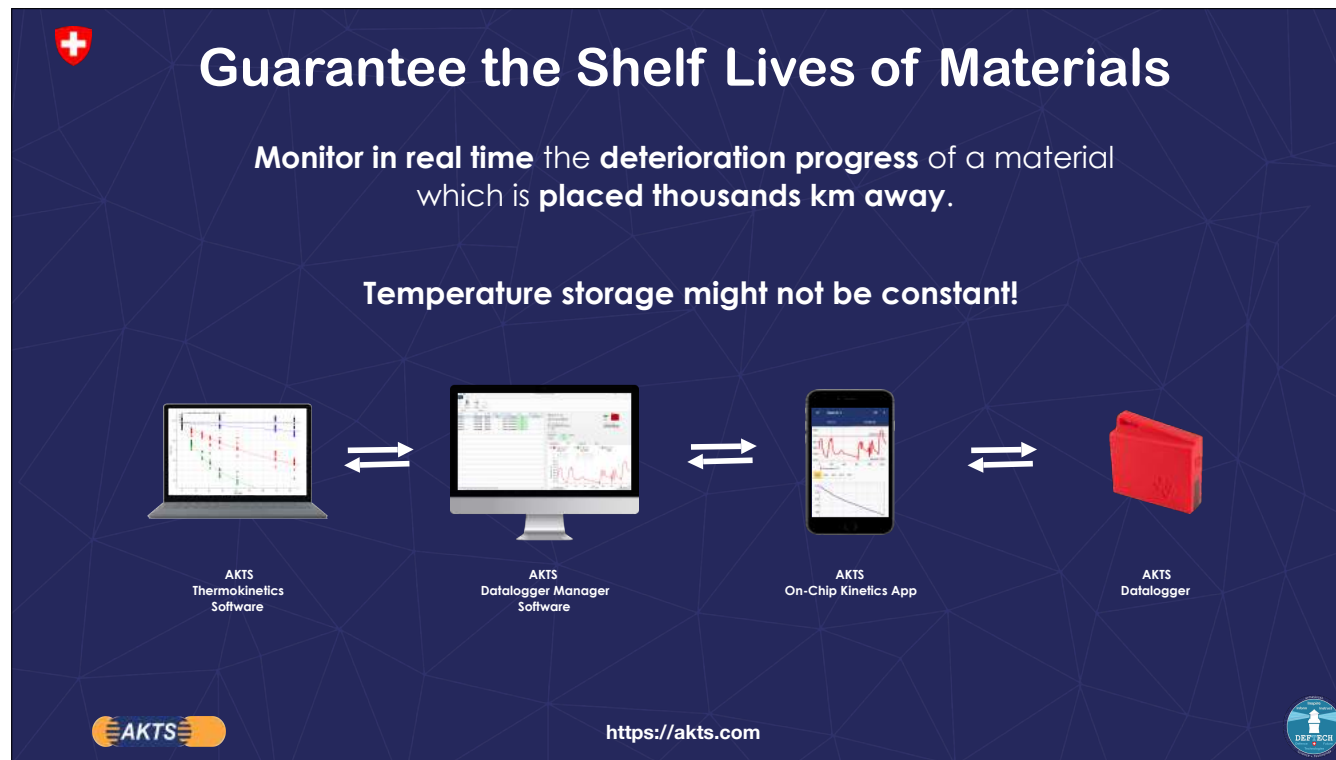 Guarantee the Shelf Lives of Materials
Monitor in real time the deterioration progress of a material
which is placed thousands km away.
Temperature storage might not be constant!
AKTS
Thermokinetics
Software
AKTS
Datalogger Manager
Software
AKTS
On-Chip Kinetics App
AKTS
Datalogger
AKTS
https://akts.com
DEFTECH